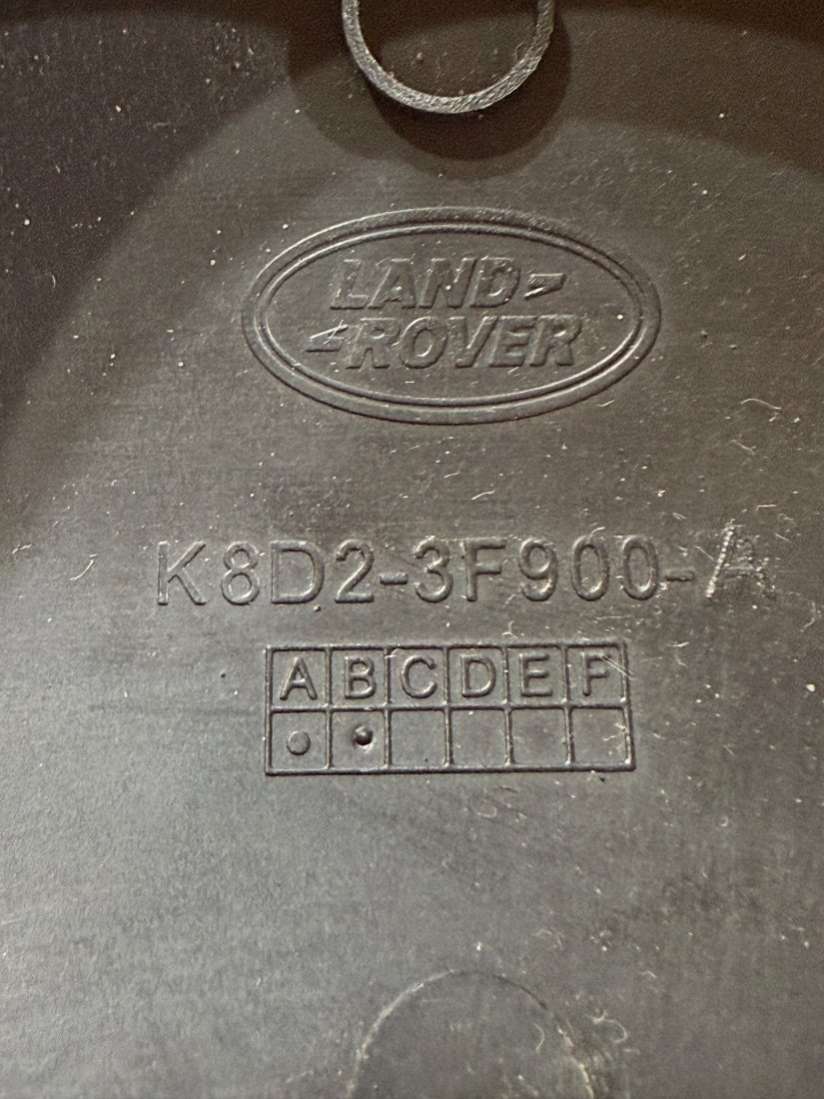 LAND
ROVER
K8D2-3F900-A
A B C D E F